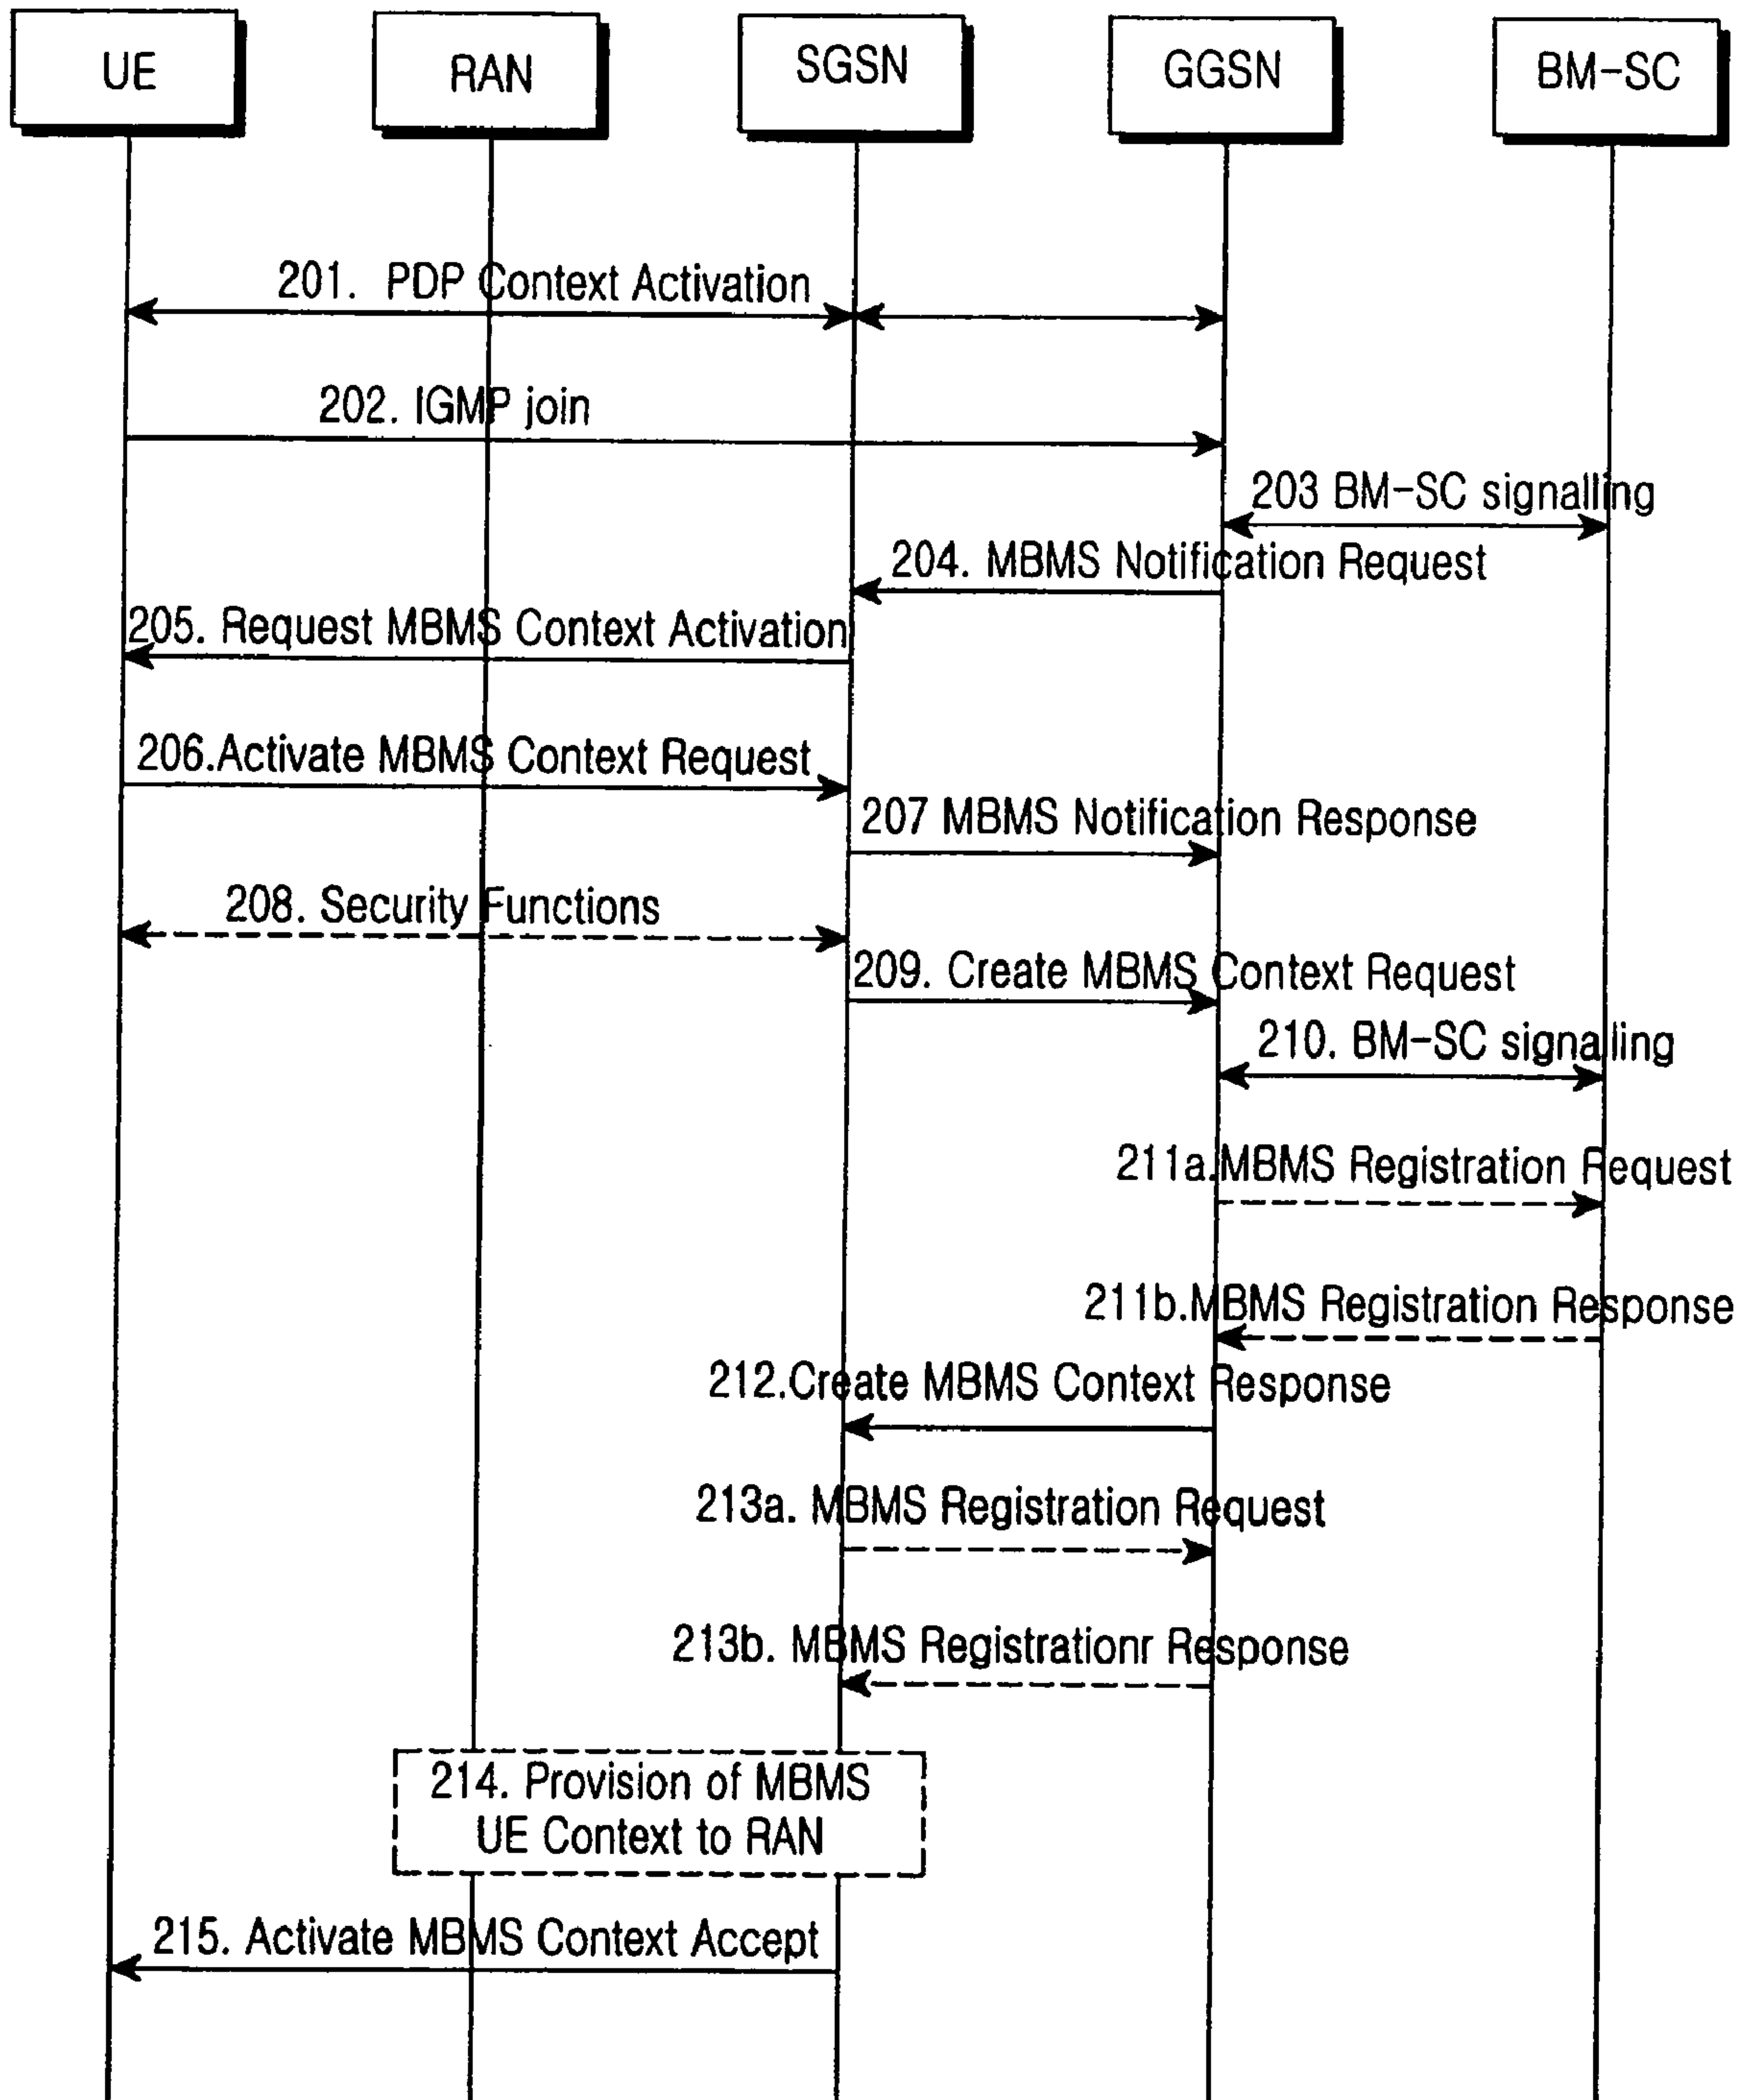 UE
RAN
SGSN
GGSN
BM-SC
201. PDP Context Activation
202. IGMP join
203 BM-SC signalling
204. MBMS Notification Request
205. Request MBMS Context Activation
206.Activate MBMS Context Request
207 MBMS Notification Response
208. Security Functions
209. Create MBMS Context Request
210. BM-SC signalling
211a.MBMS Registration Request
211b.MBMS Registration Response
212.Create MBMS Context Response
213a. MBMS Registration Request
213b. MBMS Registrationr Response
214. Provision of MBMS
UE Context to RAN
215. Activate MBMS Context Accept